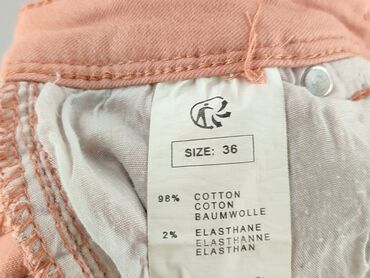 SIZE: 36
98% COTTON
COTON
BAUMWOLLE
2% ELASTHANE
ELASTHANNE
ELASTHAN